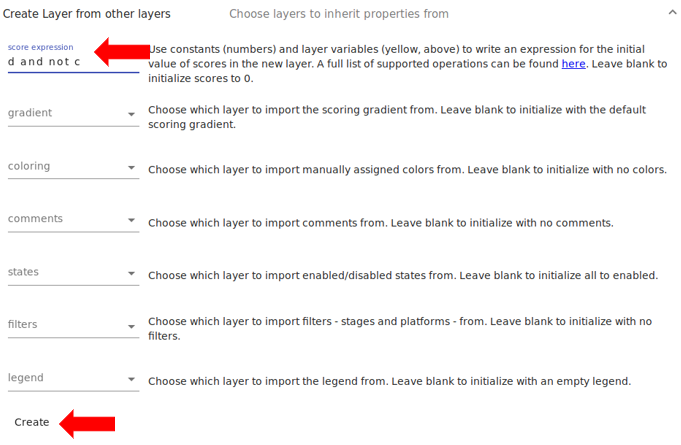 Create Layer from other layers Choose layers to inherit properties from
score expression
d and not c
Use constants (numbers) and layer variables (yellow, above) to write an expression for the initial
value of scores in the new layer. A full list of supported operations can be found here. Leave blank to
initialize scores to 0.
gradient
Choose which layer to import the scoring gradient from. Leave blank to initialize with the default
scoring gradient.
coloring
Choose which layer to import manually assigned colors from. Leave blank to initialize with no colors.
comments
Choose which layer to import comments from. Leave blank to initialize with no comments.
states
Choose which layer to import enabled/disabled states from. Leave blank to initialize all to enabled.
filters
Choose which layer to import filters - stages and platforms - from. Leave blank to initialize with no
filters.
legend
Choose which layer to import the legend from. Leave blank to initialize with an empty legend.
Create